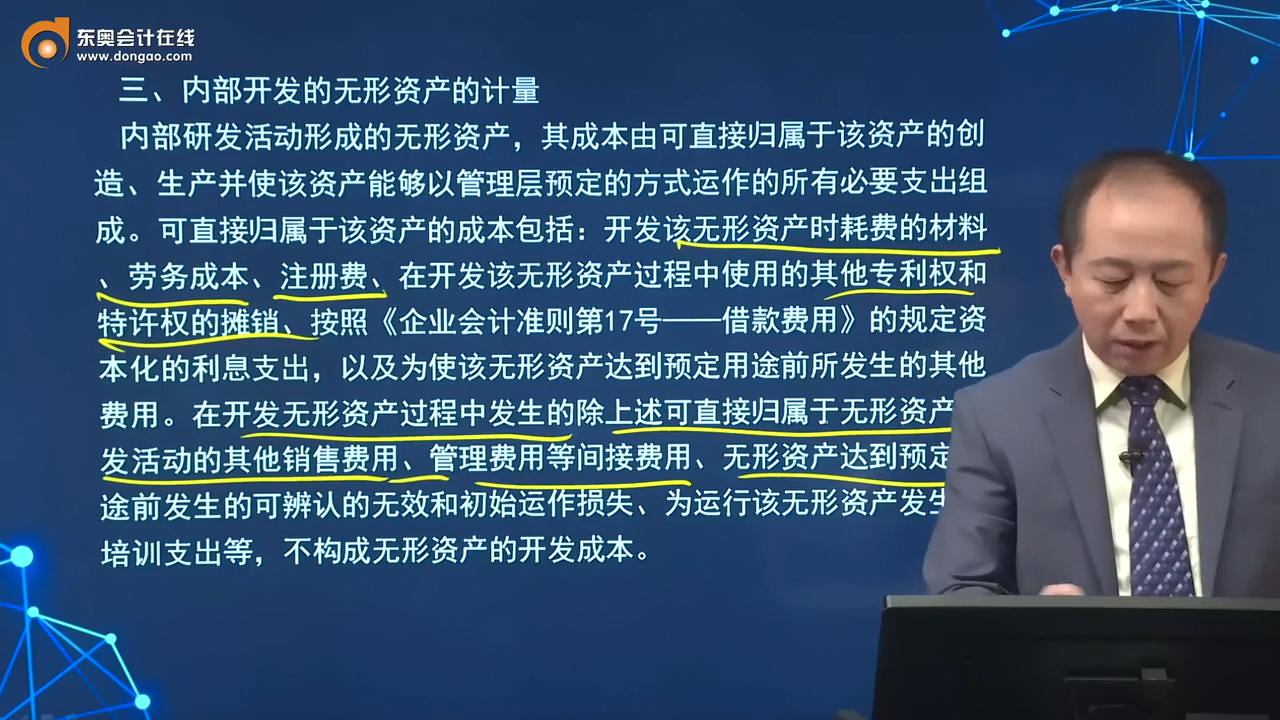 东奥会计在线
www.dongao.com
三、内部开发的无形资产的计量
内部研发活动形成的无形资产，其成本由可直接归属于该资产的创
造、生产并使该资产能够以管理层预定的方式运作的所有必要支出组
成。可直接归属于该资产的成本包括：开发该无形资产时耗费的材料
、劳务成本、注册费、在开发该无形资产过程中使用的其他专利权和
特许权的摊销、按照《企业会计准则第17号——借款费用》的规定资
本化的利息支出，以及为使该无形资产达到预定用途前所发生的其他
费用。在开发无形资产过程中发生的除上述可直接归属于无形资产
发活动的其他销售费用、管理费用等间接费用、无形资产达到预定
途前发生的可辨认的无效和初始运作损失、为运行该无形资产发生
培训支出等，不构成无形资产的开发成本。